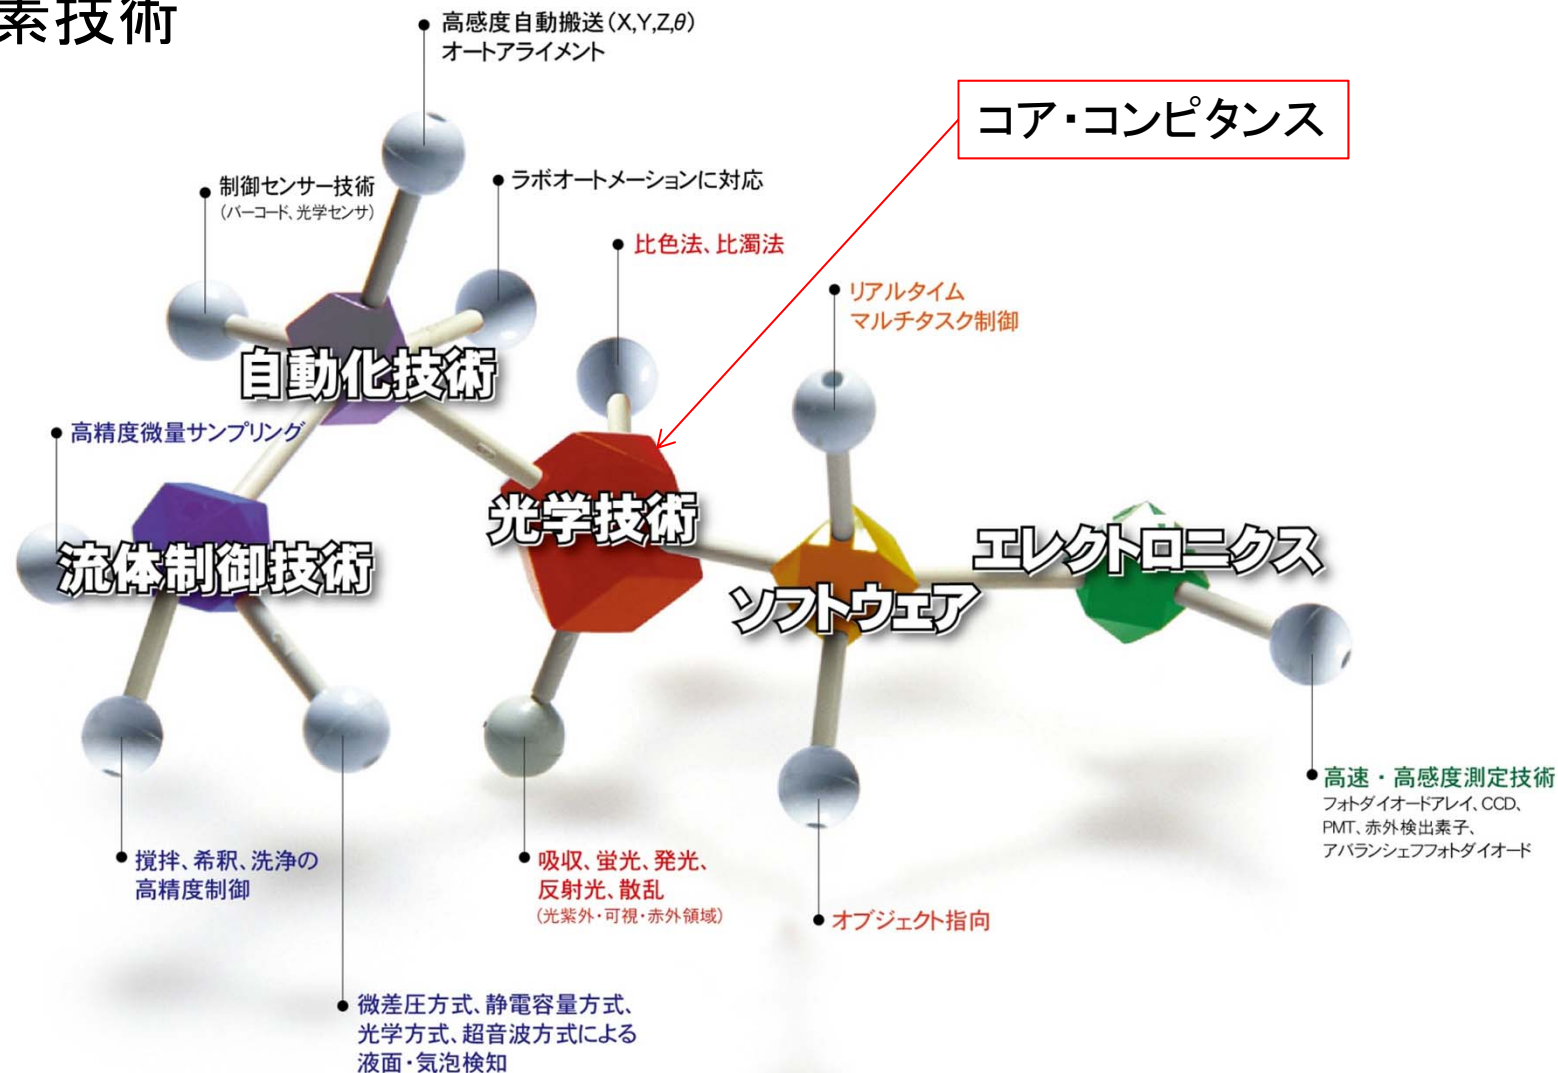 素技術
高感度自動搬送(X,Y,Z,θ)
オートアライメント
コア・コンピタンス
制御センサー技術
(バーコード、光学センサ)
ラボオートメーションに対応
比色法、比濁法
リアルタイム
マルチタスク制御
自動化技術
高精度微量サンプリング
光学技術
流体制御技術
エレクトロニクス
ソフトウェア
高速・高感度測定技術
フォトダイオードアレイ、CCD、
PMT、赤外検出素子、
アバランシェフフォトダイオード
攪拌、希釈、洗浄の
高精度制御
吸収、蛍光、発光、
反射光、散乱
(光紫外・可視・赤外領域)
オブジェクト指向
微差圧方式、静電容量方式、
光学方式、超音波方式による
液面・気泡検知